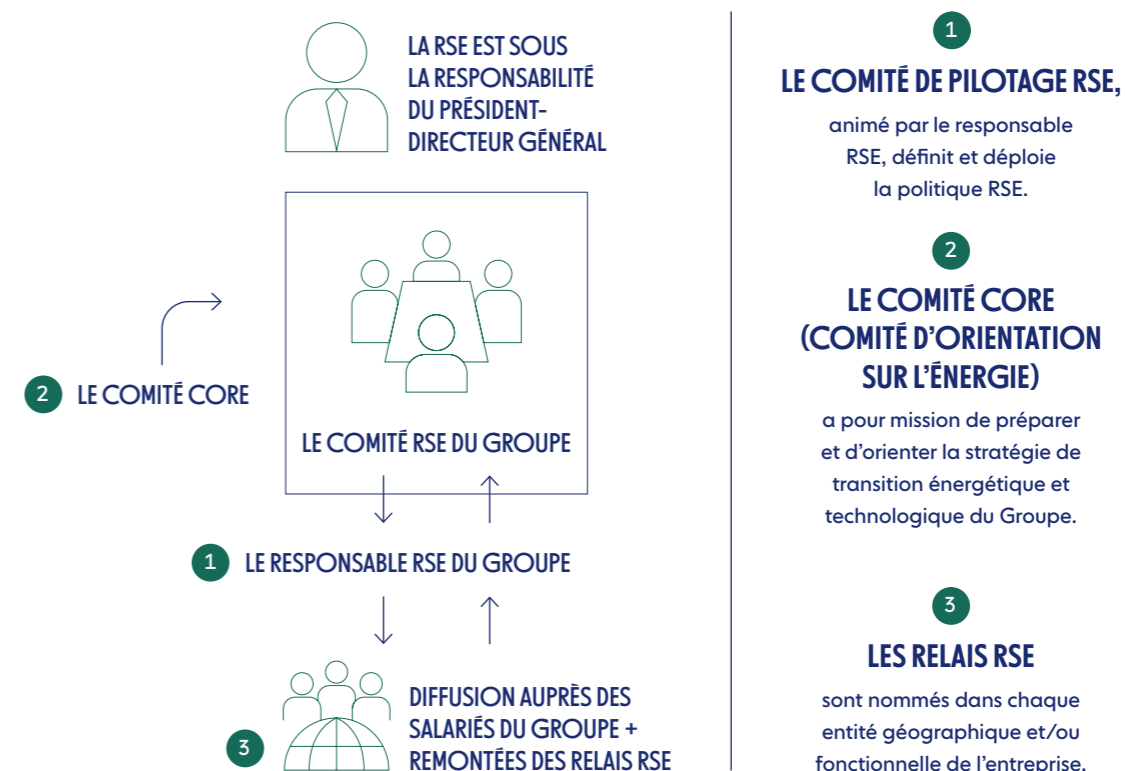 LA RSE EST SOUS
LA RESPONSABILITÉ
DU PRÉSIDENT-
DIRECTEUR GÉNÉRAL
2 LE COMITÉ CORE
LE COMITÉ RSE DU GROUPE
1 LE RESPONSABLE RSE DU GROUPE
3
DIFFUSION AUPRÈS DES
SALARIÉS DU GROUPE +
REMONTÉES DES RELAIS RSE
1
LE COMITÉ DE PILOTAGE RSE,
animé par le responsable
RSE, définit et déploie
la politique RSE.
2
LE COMITÉ CORE
(COMITÉ D’ORIENTATION
SUR L’ÉNERGIE)
a pour mission de préparer
et d’orienter la stratégie de
transition énergétique et
technologique du Groupe.
3
LES RELAIS RSE
sont nommés dans chaque
entité géographique et/ou
fonctionnelle de l’entreprise.